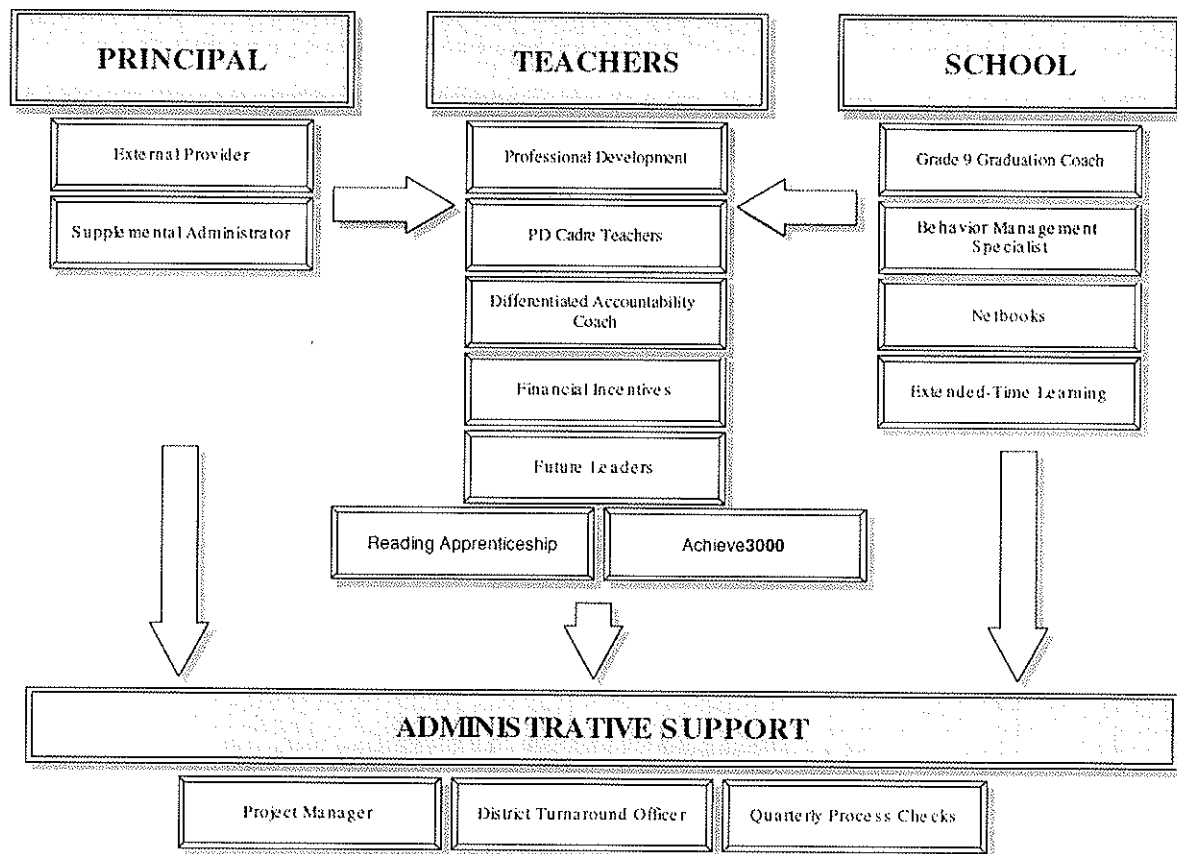 PRINCIPAL
External Provider
Supplemental Administrator
TEACHERS
Professional Development
PD Cadre Teachers
Differentiated Accountability
Coach
Financial Incentives
Future Leaders
Reading Apprenticeship
Achieve3000
SCHOOL
Grade 9 Graduation Coach
Behavior Management
Specialist
Netbooks
Extended-Time Learning
ADMINISTRATIVE SUPPORT
Project Manager
District Turnaround Officer
Quarterly Process Checks